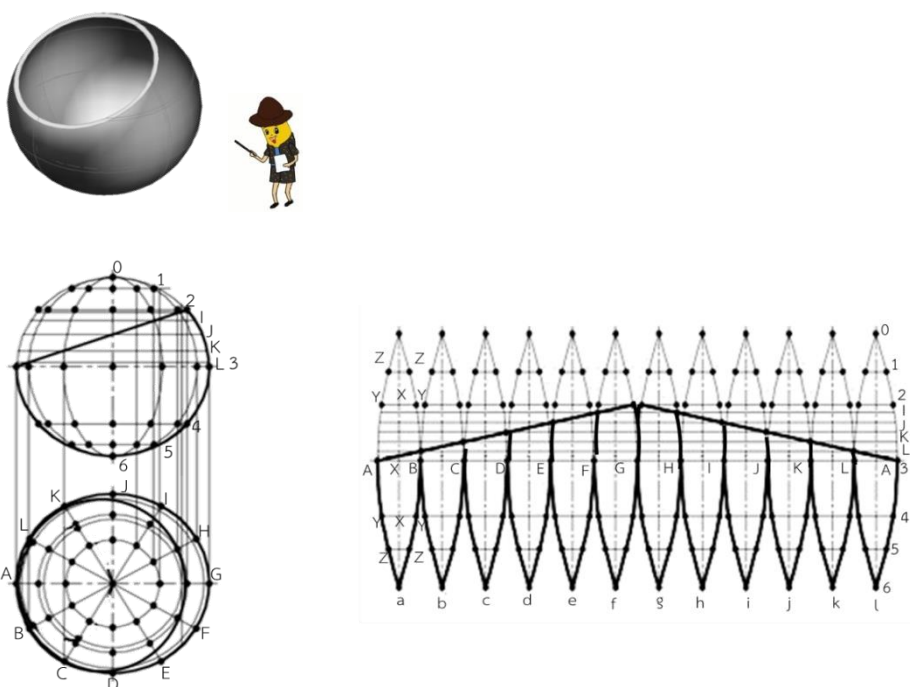 0
1
2
I
J
K
L 3
4
5
6
J
K I
L H
A G
B F
C E
D
0
Z Z 1
Y X Y 2
I
J
K
L
A X B C D E F G H I J K L A 3
Y X Y 4
Z Z 5
6
a b c d e f g h i j k l